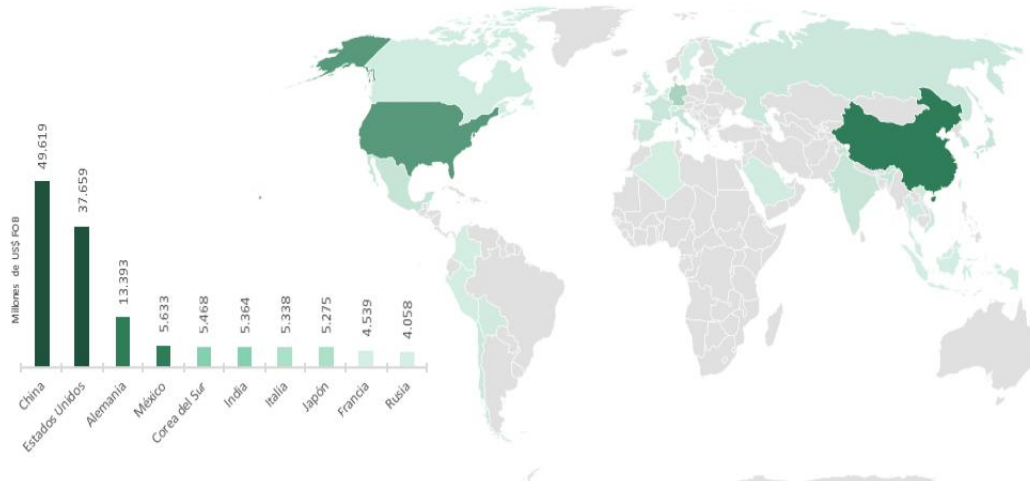 Millones de US$ FOB
49.619
37.659
13.393
5.633
5.468
5.364
5.338
5.275
4.539
4.058
China
Estados Unidos
Alemania
México
Corea del Sur
India
Italia
Japón
Francia
Rusia